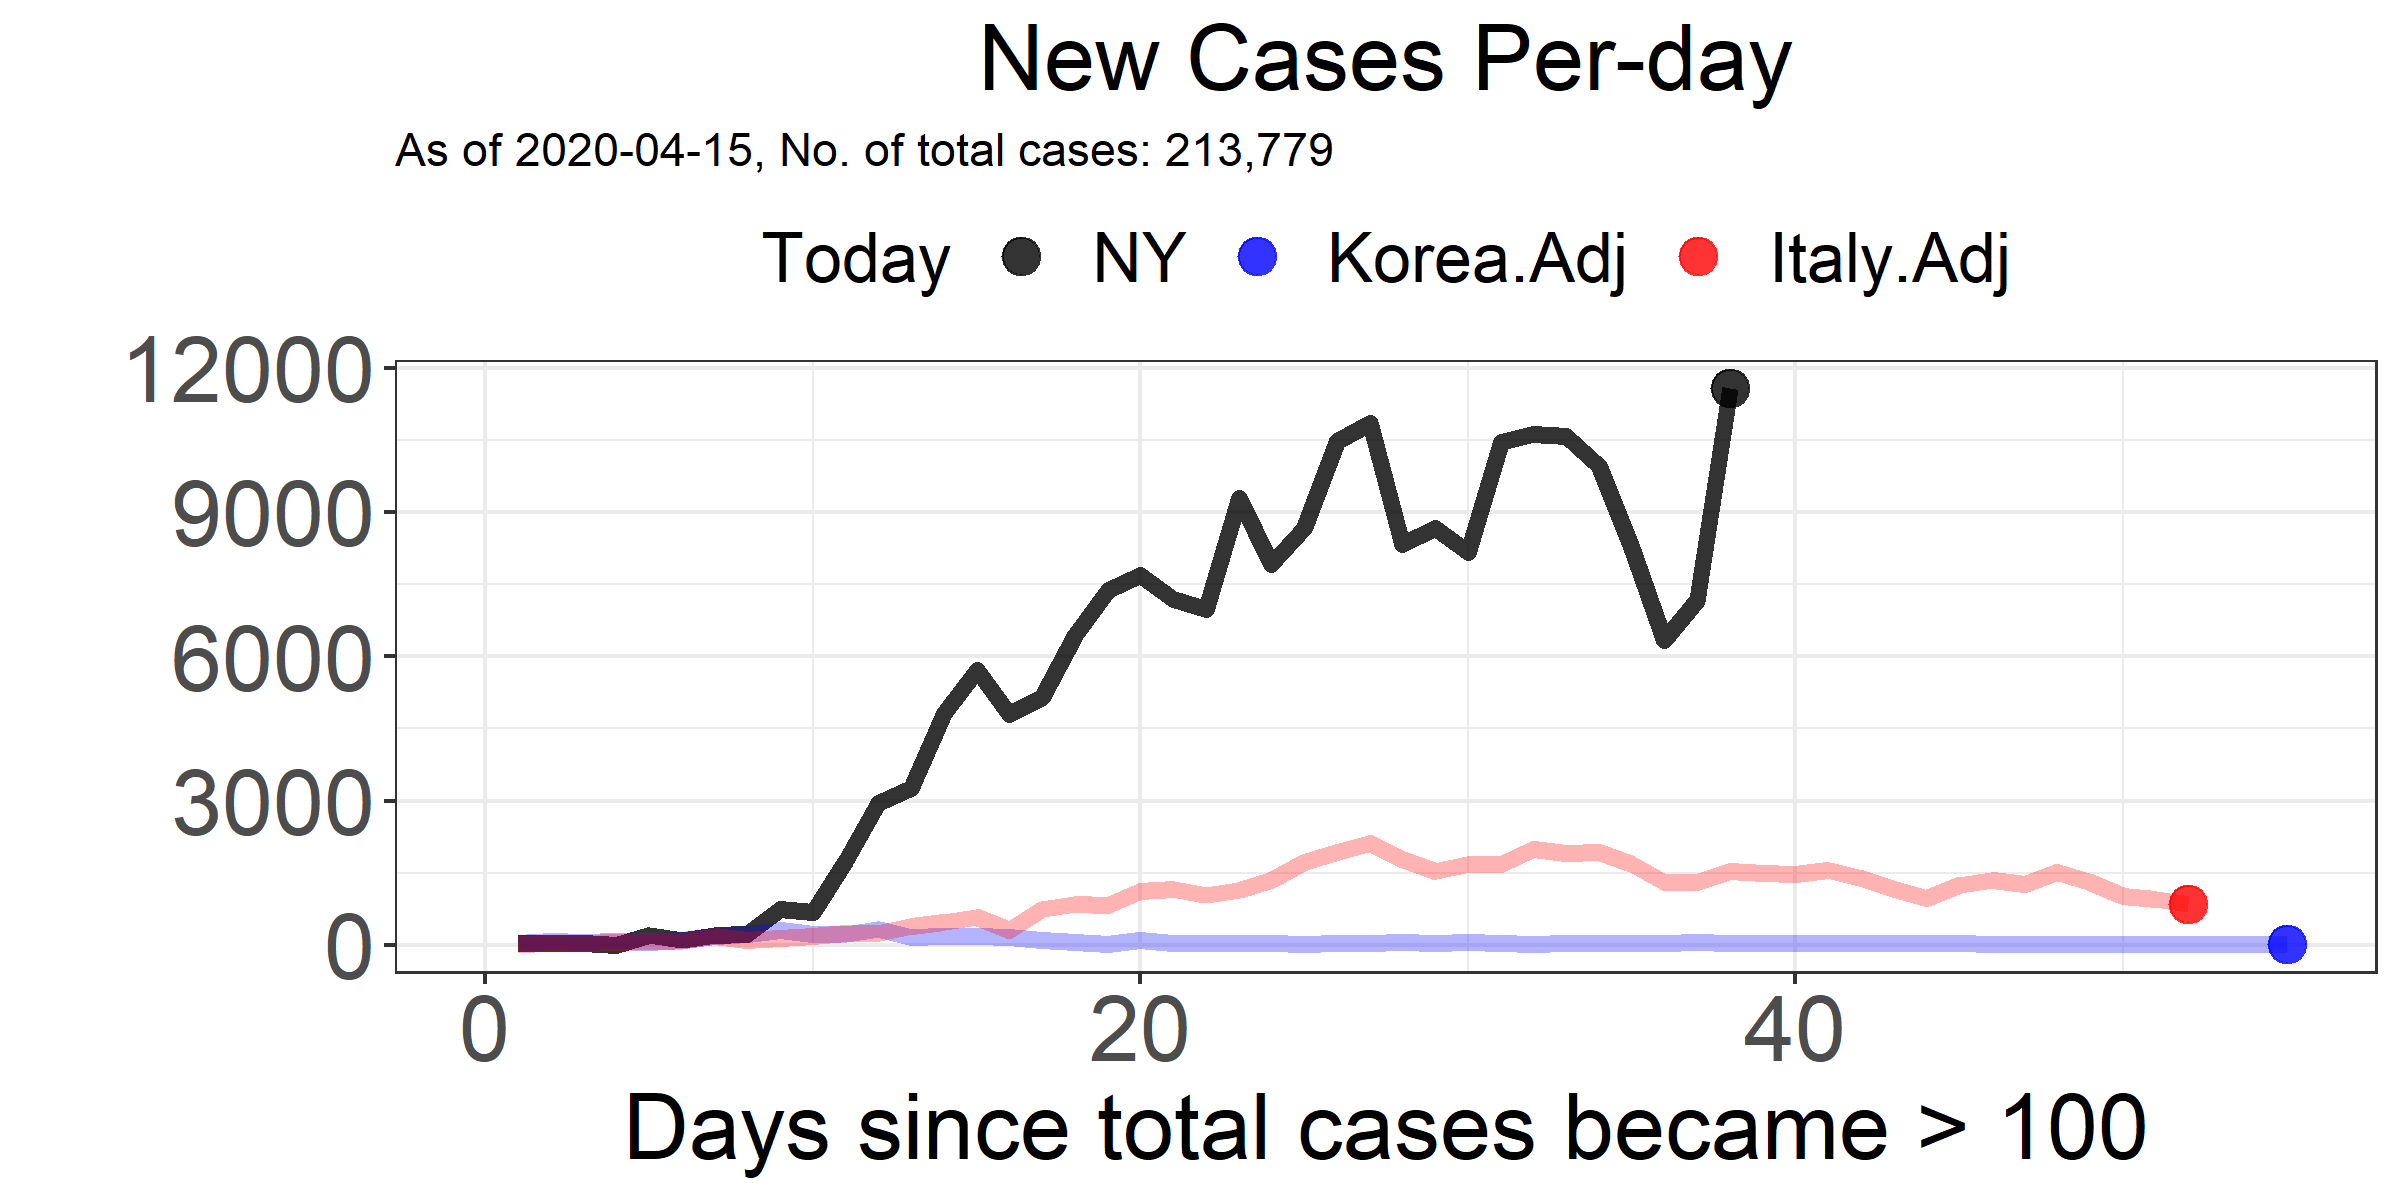 New Cases Per-day
As of 2020-04-15, No. of total cases: 213,779
Today NY Korea.Adj Italy.Adj
12000
9000
6000
3000
0
0 20 40
Days since total cases became > 100